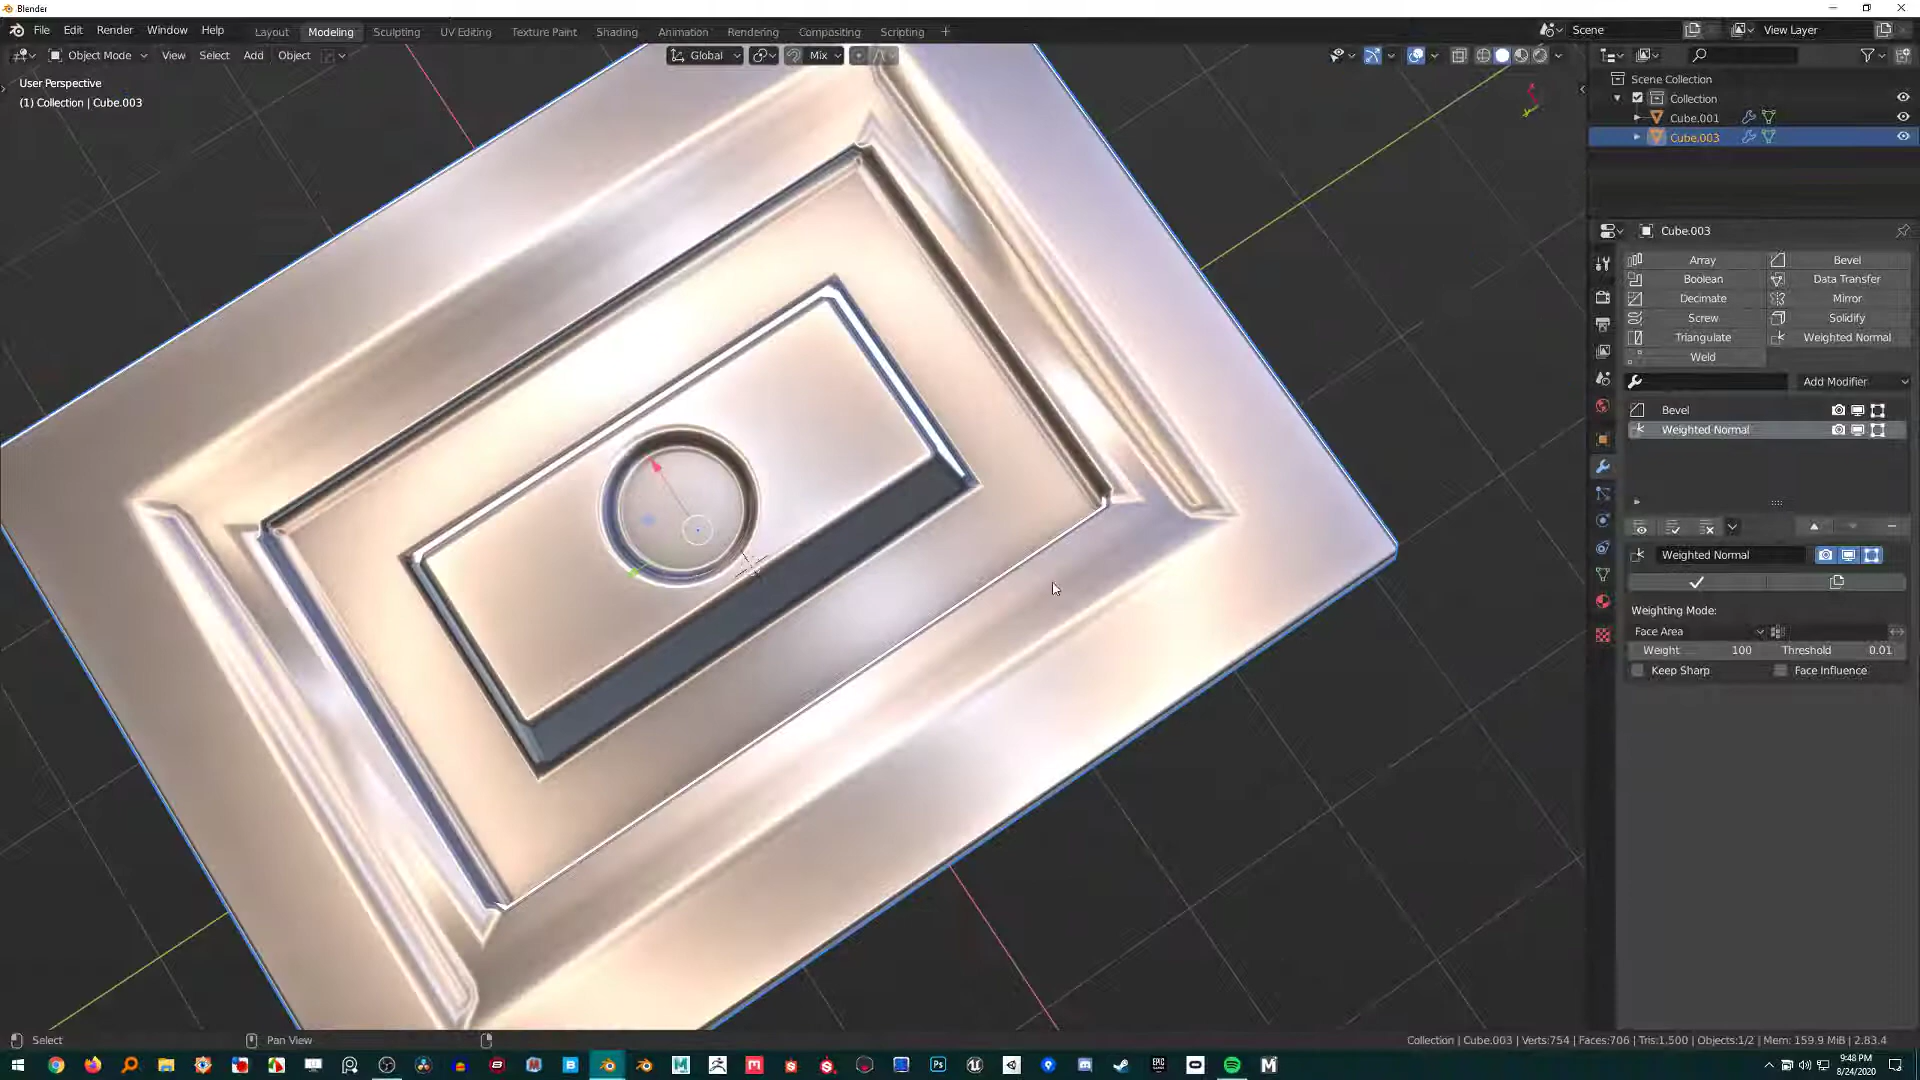 Blender
File Edit Render Window Help
Layout Modeling Sculpting UV Editing Texture Paint Shading Animation Rendering Compositing Scripting +
Scene
View Layer
Object Mode View Select Add Object
Global
Mix
User Perspective
(1) Collection | Cube.003
Scene Collection
Collection
Cube.001
Cube.003
Cube.003
Array Bevel
Boolean Data Transfer
Decimate Mirror
Screw Solidify
Triangulate Weighted Normal
Weld
Add Modifier
Bevel
Weighted Normal
Weighted Normal
Weighting Mode:
Face Area
Weight 100 Threshold 0.01
Keep Sharp Face Influence
Select
Pan View
Collection | Cube.003 | Verts:754 | Faces:706 | Tris:1,500 | Objects:1/2 | Mem: 159.9 MiB | 2.83.4
9:48 PM
8/24/2020